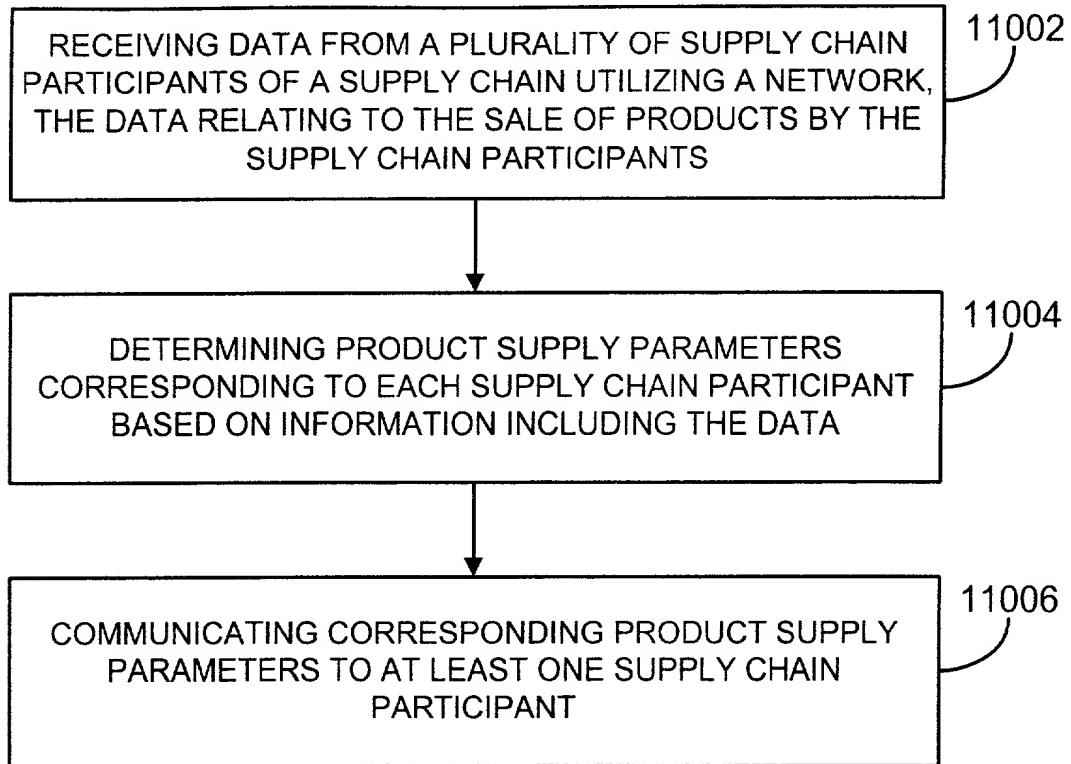 RECEIVING DATA FROM A PLURALITY OF SUPPLY CHAIN
PARTICIPANTS OF A SUPPLY CHAIN UTILIZING A NETWORK,
THE DATA RELATING TO THE SALE OF PRODUCTS BY THE
SUPPLY CHAIN PARTICIPANTS
11002
DETERMINING PRODUCT SUPPLY PARAMETERS
CORRESPONDING TO EACH SUPPLY CHAIN PARTICIPANT
BASED ON INFORMATION INCLUDING THE DATA
11004
COMMUNICATING CORRESPONDING PRODUCT SUPPLY
PARAMETERS TO AT LEAST ONE SUPPLY CHAIN
PARTICIPANT
11006